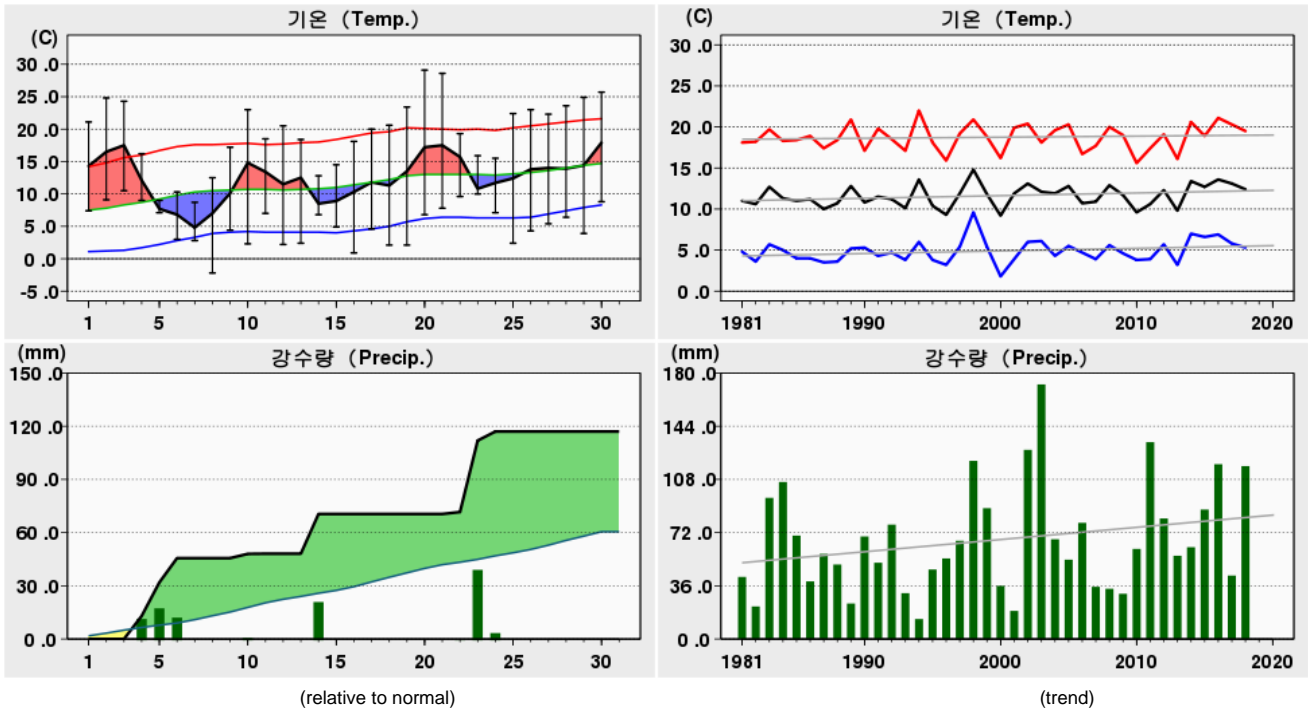 기온 (Temp.)
(C)
30 .0
25 .0
20 .0
15 .0
10 .0
5 .0
0 .0
-5 .0
1 5 10 15 20 25 30
기온 (Temp.)
(C)
30 .0
25 .0
20 .0
15 .0
10 .0
5 .0
0 .0
1981 1990 2000 2010 2020
강수량 (Precip.)
(mm)
150 .0
120 .0
90 .0
60 .0
30 .0
0 .0
1 5 10 15 20 25 30
(relative to normal)
강수량 (Precip.)
(mm)
180 .0
144 .0
108 .0
72 .0
36 .0
0 .0
1981 1990 2000 2010 2020
(trend)